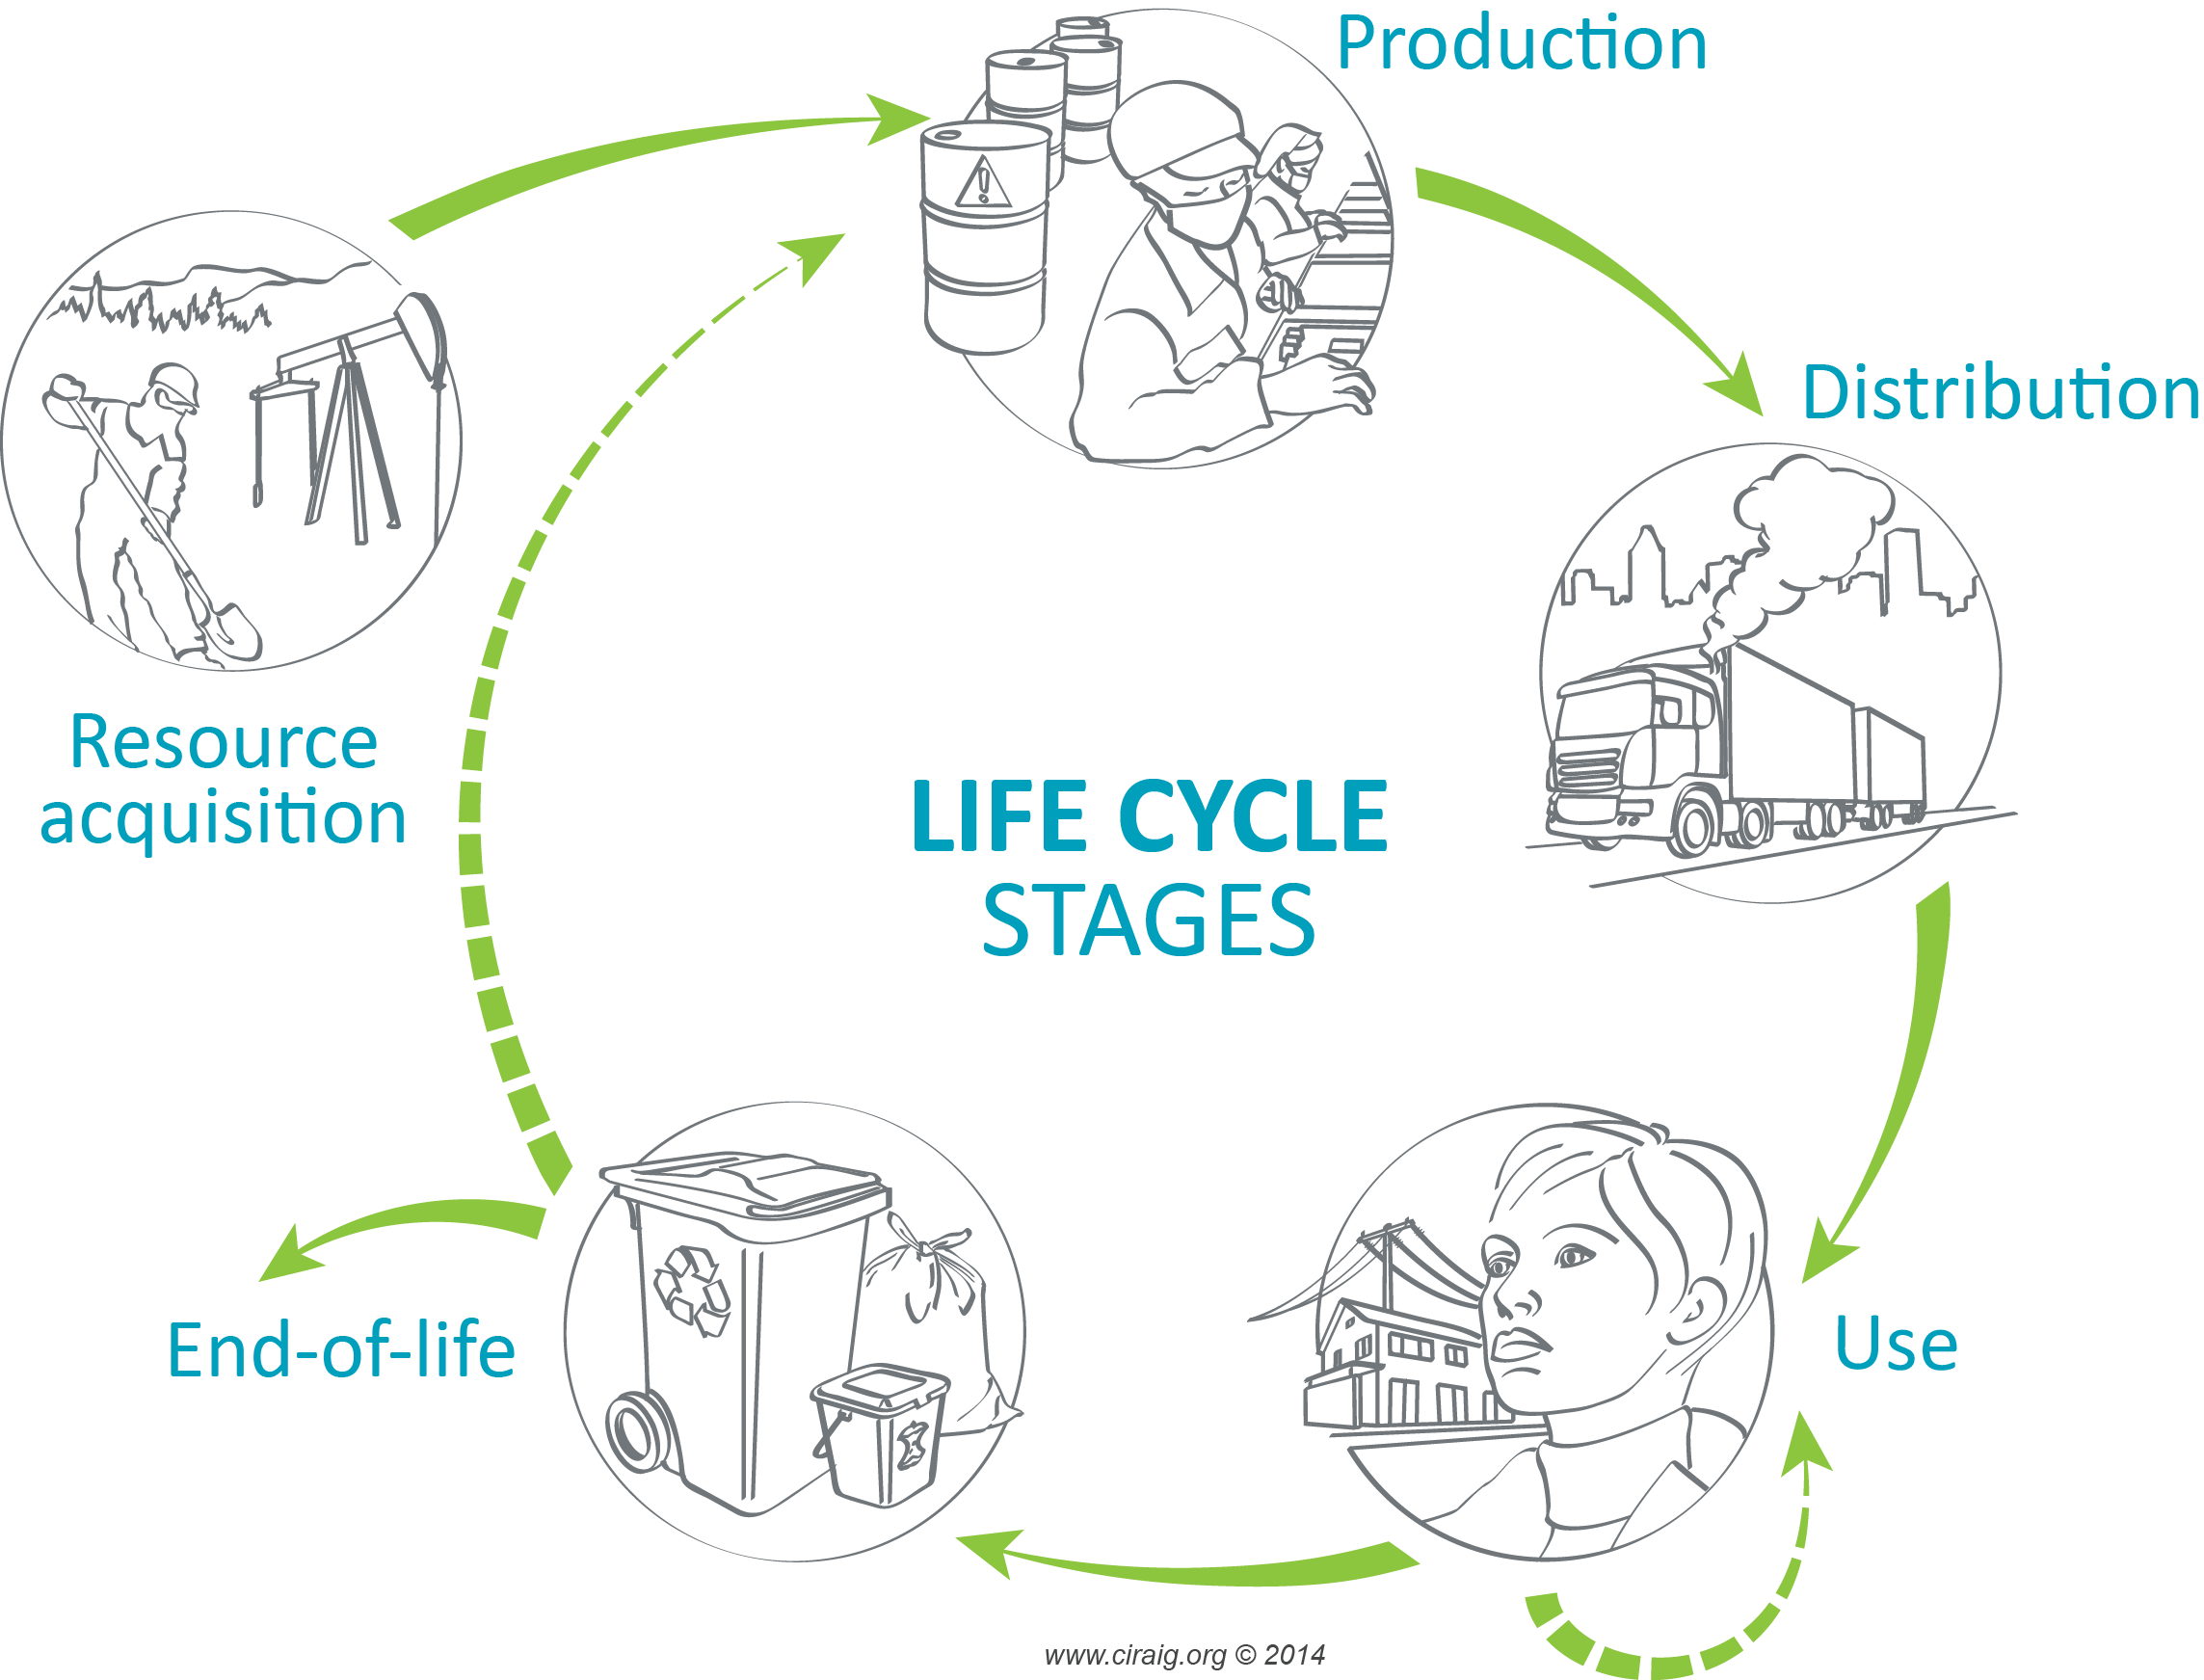 Production
Distribution
Resource
acquisition
LIFE CYCLE
STAGES
End-of-life
Use
www.ciraig.org © 2014